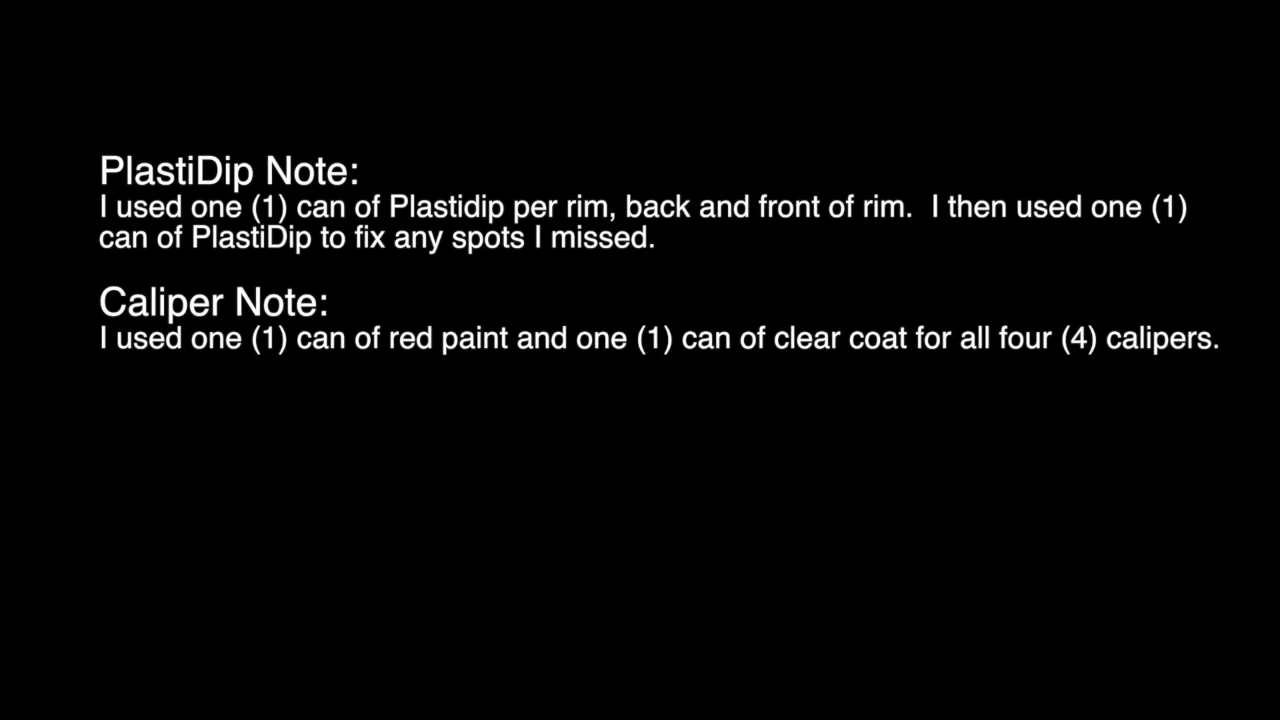 PlastiDip Note:
I used one (1) can of Plastidip per rim, back and front of rim.  I then used one (1)
can of PlastiDip to fix any spots I missed.
Caliper Note:
I used one (1) can of red paint and one (1) can of clear coat for all four (4) calipers.